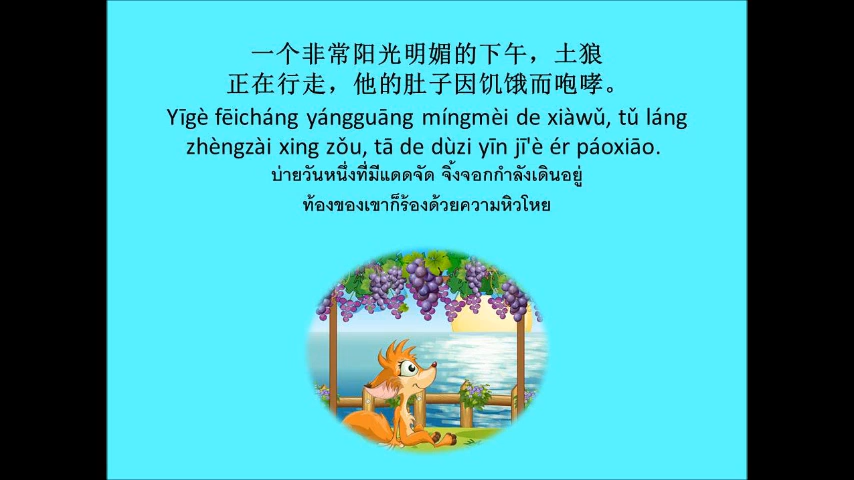 一个非常阳光明媚的下午，土狼
正在行走，他的肚子因饥饿而咆哮。
Yīgè fēicháng yángguāng míngmèi de xiàwǔ, tǔ láng
zhèngzài xing zǒu, tā de dùzi yīn jī'è ér páoxiāo.
บ่ายวันหนึ่งที่มีแดดจัด จิ้งจอกกำลังเดินอยู่
ท้องของเขาก็ร้องด้วยความหิวโหย